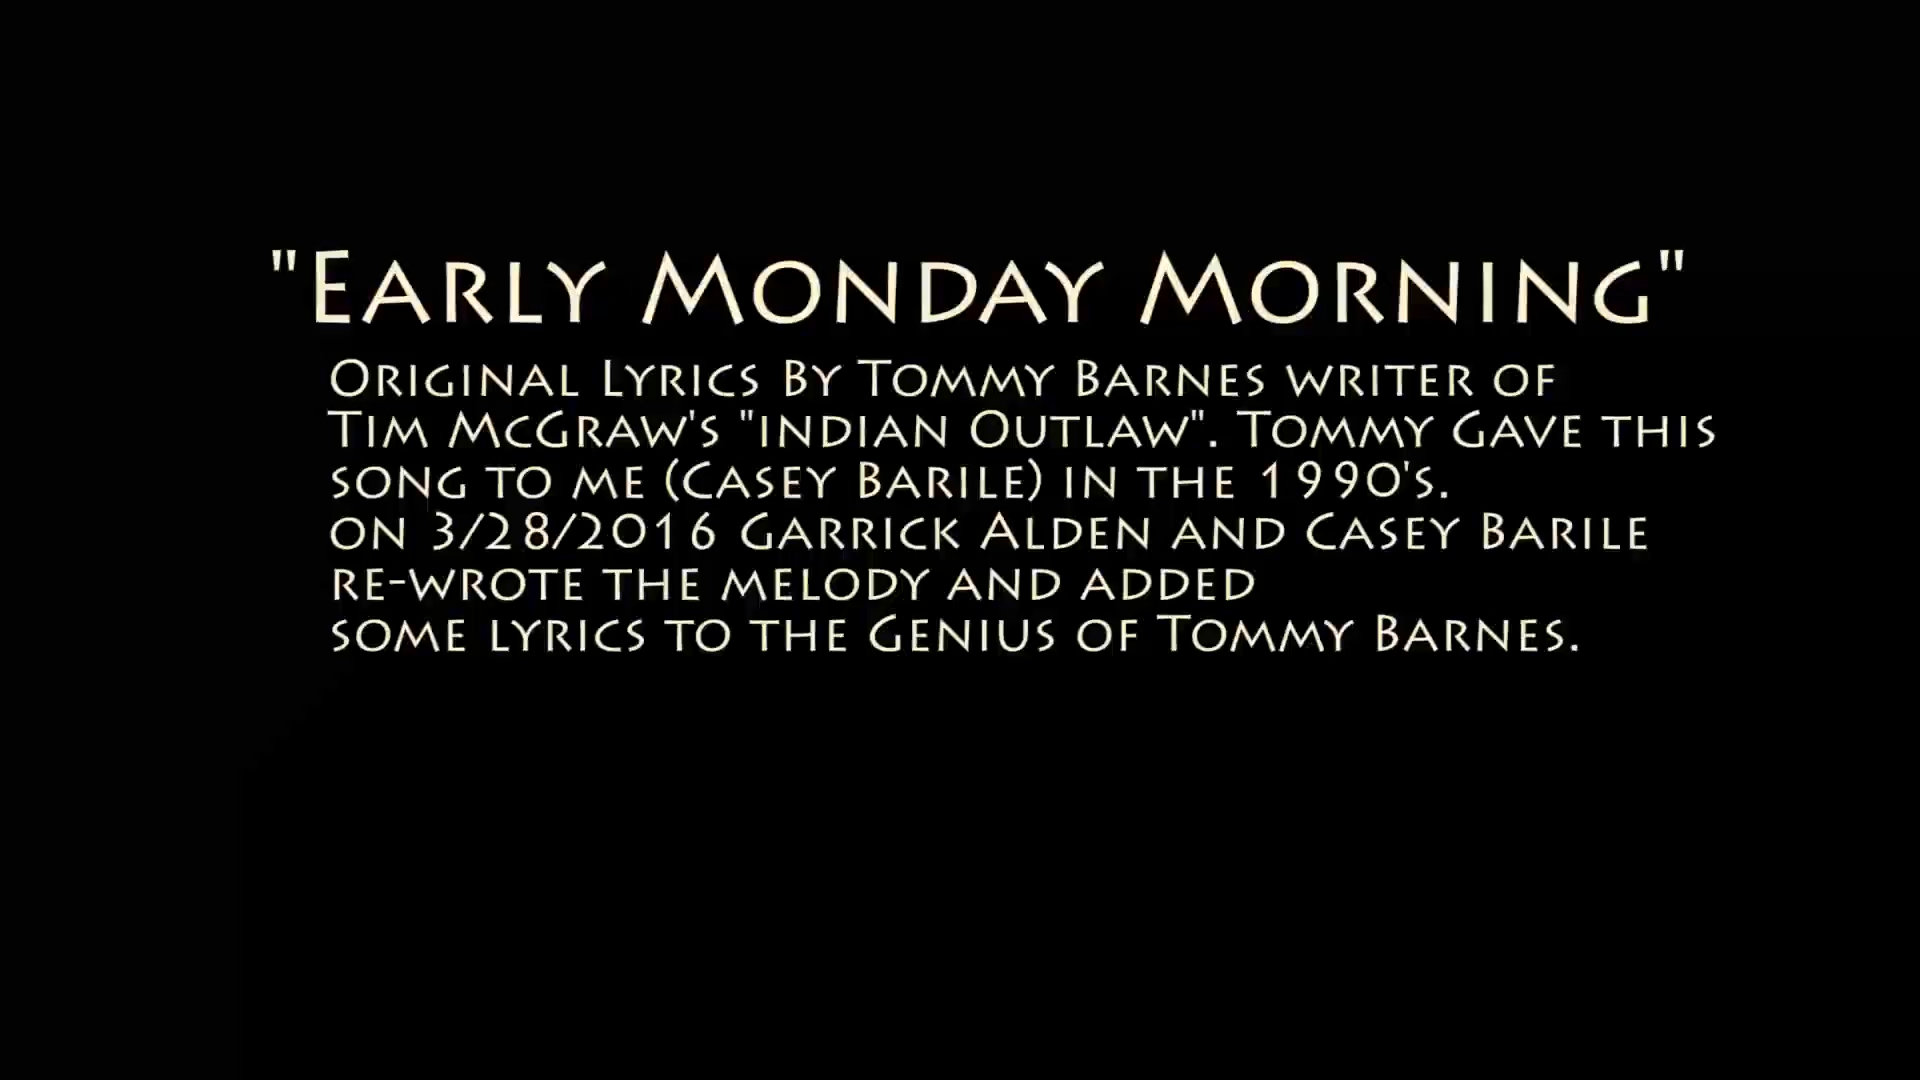 "Early Monday Morning"
Original Lyrics By Tommy Barnes writer of
Tim McGraw's "Indian Outlaw". Tommy Gave this
song to me (Casey Barile) in the 1990's.
on 3/28/2016 Garrick Alden and Casey Barile
re-wrote the melody and added
some lyrics to the Genius of Tommy Barnes.